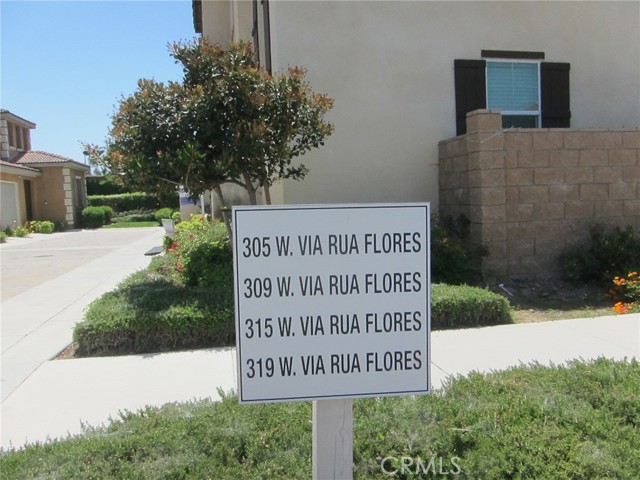 305 W. VIA RUA FLORES
309 W. VIA RUA FLORES
315 W. VIA RUA FLORES
319 W. VIA RUA FLORES
CRMLS